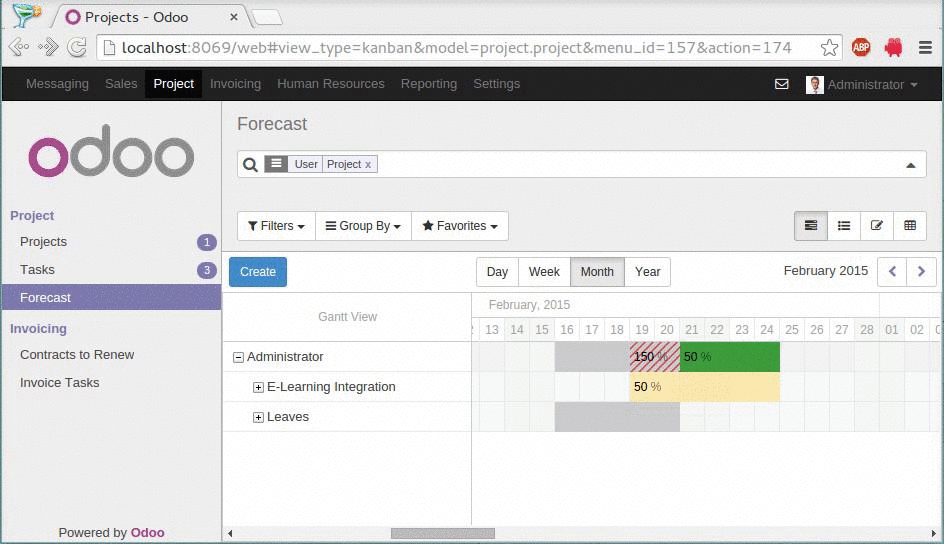 Projects - Odoo
localhost:8069/web#view_type=kanban&model=project.project&menu_id=157&action=174
ABP
Messaging Sales Project Invoicing Human Resources Reporting Settings Administrator
odoo
Forecast
User Project x
Project
Projects 1
Tasks 3
Forecast
Invoicing
Contracts to Renew
Invoice Tasks
Powered by Odoo
Filters Group By Favorites
Create Day Week Month Year February 2015
Gantt View
February, 2015
13 14 15 16 17 18 19 20 21 22 23 24 25 26 27 28 01 02
Administrator 150 % 50 %
E-Learning Integration 50 %
Leaves